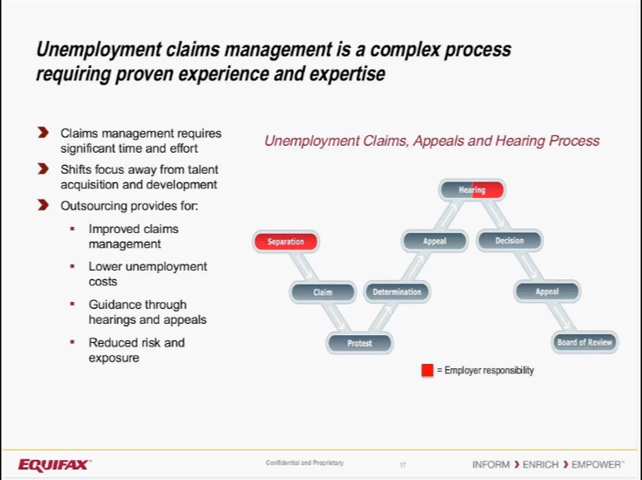 Unemployment claims management is a complex process
requiring proven experience and expertise
Claims management requires
significant time and effort
Shifts focus away from talent
acquisition and development
Outsourcing provides for:
Improved claims
management
Lower unemployment
costs
Guidance through
hearings and appeals
Reduced risk and
exposure
Unemployment Claims, Appeals and Hearing Process
Hearing
Separation
Appeal
Decision
Claim
Determination
Appeal
Protest
Board of Review
= Employer responsibility
EQUIFAX
Confidential and Proprietary
17
INFORM ❯ ENRICH ❯ EMPOWER™